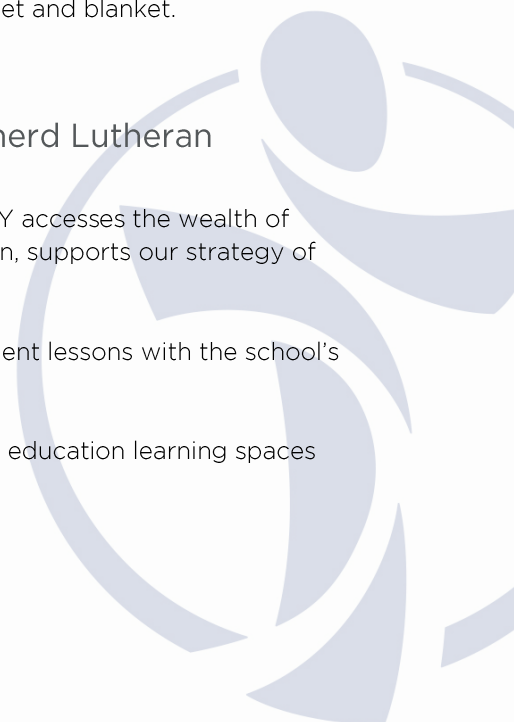 et and blanket.
herd Lutheran
Y accesses the wealth of
n, supports our strategy of
ent lessons with the school’s
education learning spaces